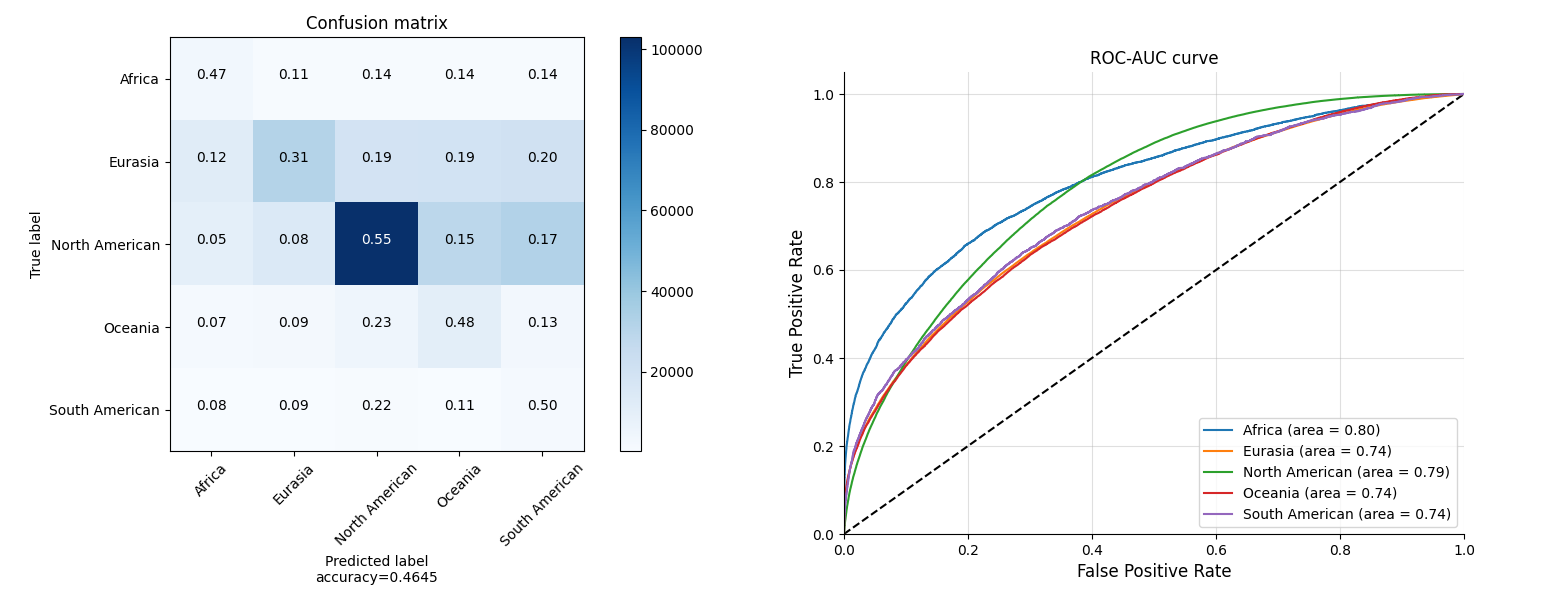 Confusion matrix
Africa
0.47 0.11 0.14 0.14 0.14
Eurasia
0.12 0.31 0.19 0.19 0.20
North American
0.05 0.08 0.55 0.15 0.17
Oceania
0.07 0.09 0.23 0.48 0.13
South American
0.08 0.09 0.22 0.11 0.50
True label
Africa Eurasia North American Oceania South American
Predicted label
accuracy=0.4645
100000
80000
60000
40000
20000
ROC-AUC curve
1.0
0.8
0.6
0.4
0.2
0.0
True Positive Rate
Africa (area = 0.80)
Eurasia (area = 0.74)
North American (area = 0.79)
Oceania (area = 0.74)
South American (area = 0.74)
0.0 0.2 0.4 0.6 0.8 1.0
False Positive Rate